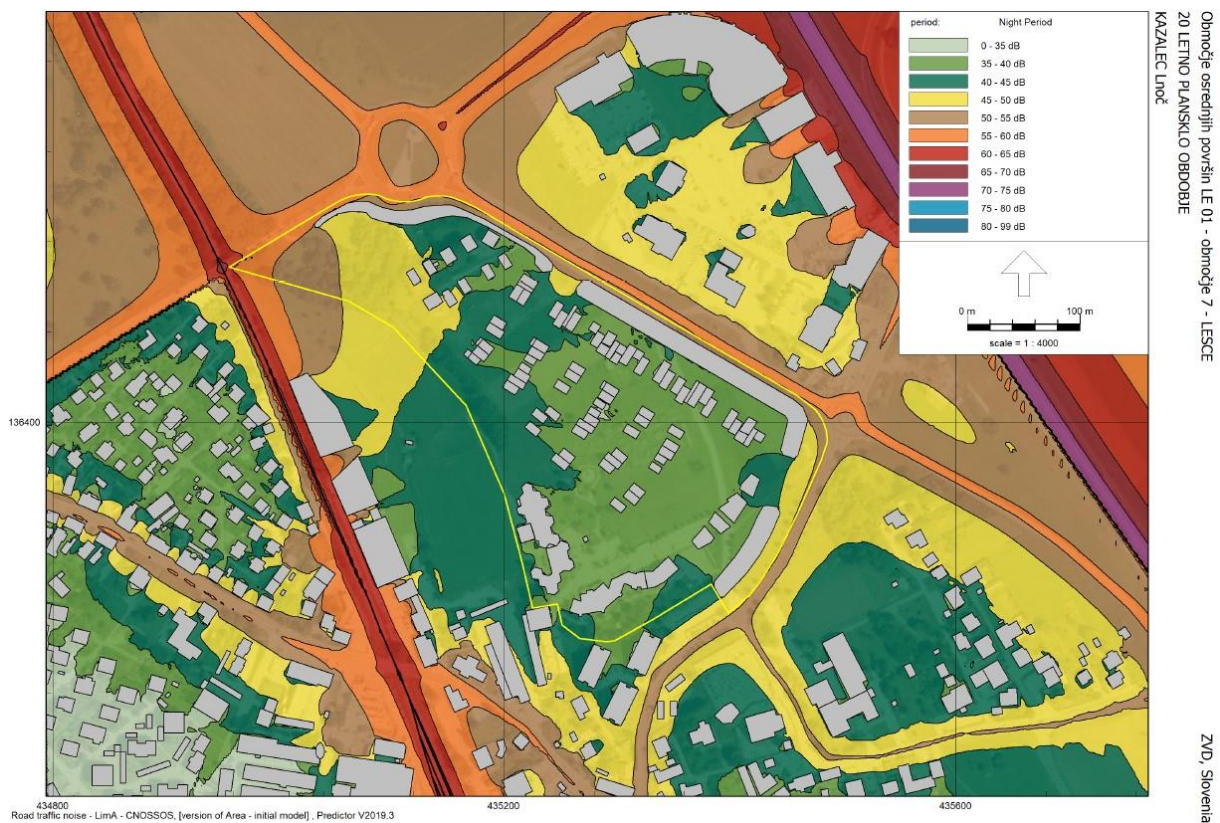 period: Night Period
0 - 35 dB
35 - 40 dB
40 - 45 dB
45 - 50 dB
50 - 55 dB
55 - 60 dB
60 - 65 dB
65 - 70 dB
70 - 75 dB
75 - 80 dB
80 - 99 dB
0 m 100 m
scale = 1 : 4000
Območje osrednjih površin LE 01 - območje 7 - LESCE
20 LETNO PLANSKLO OBDOBJE
KAZALEC Lnoč
ZVD, Slovenia
136400
434800 435200 435600
Road traffic noise - LimA - CNOSSOS, [version of Area - initial model] , Predictor V2019.3